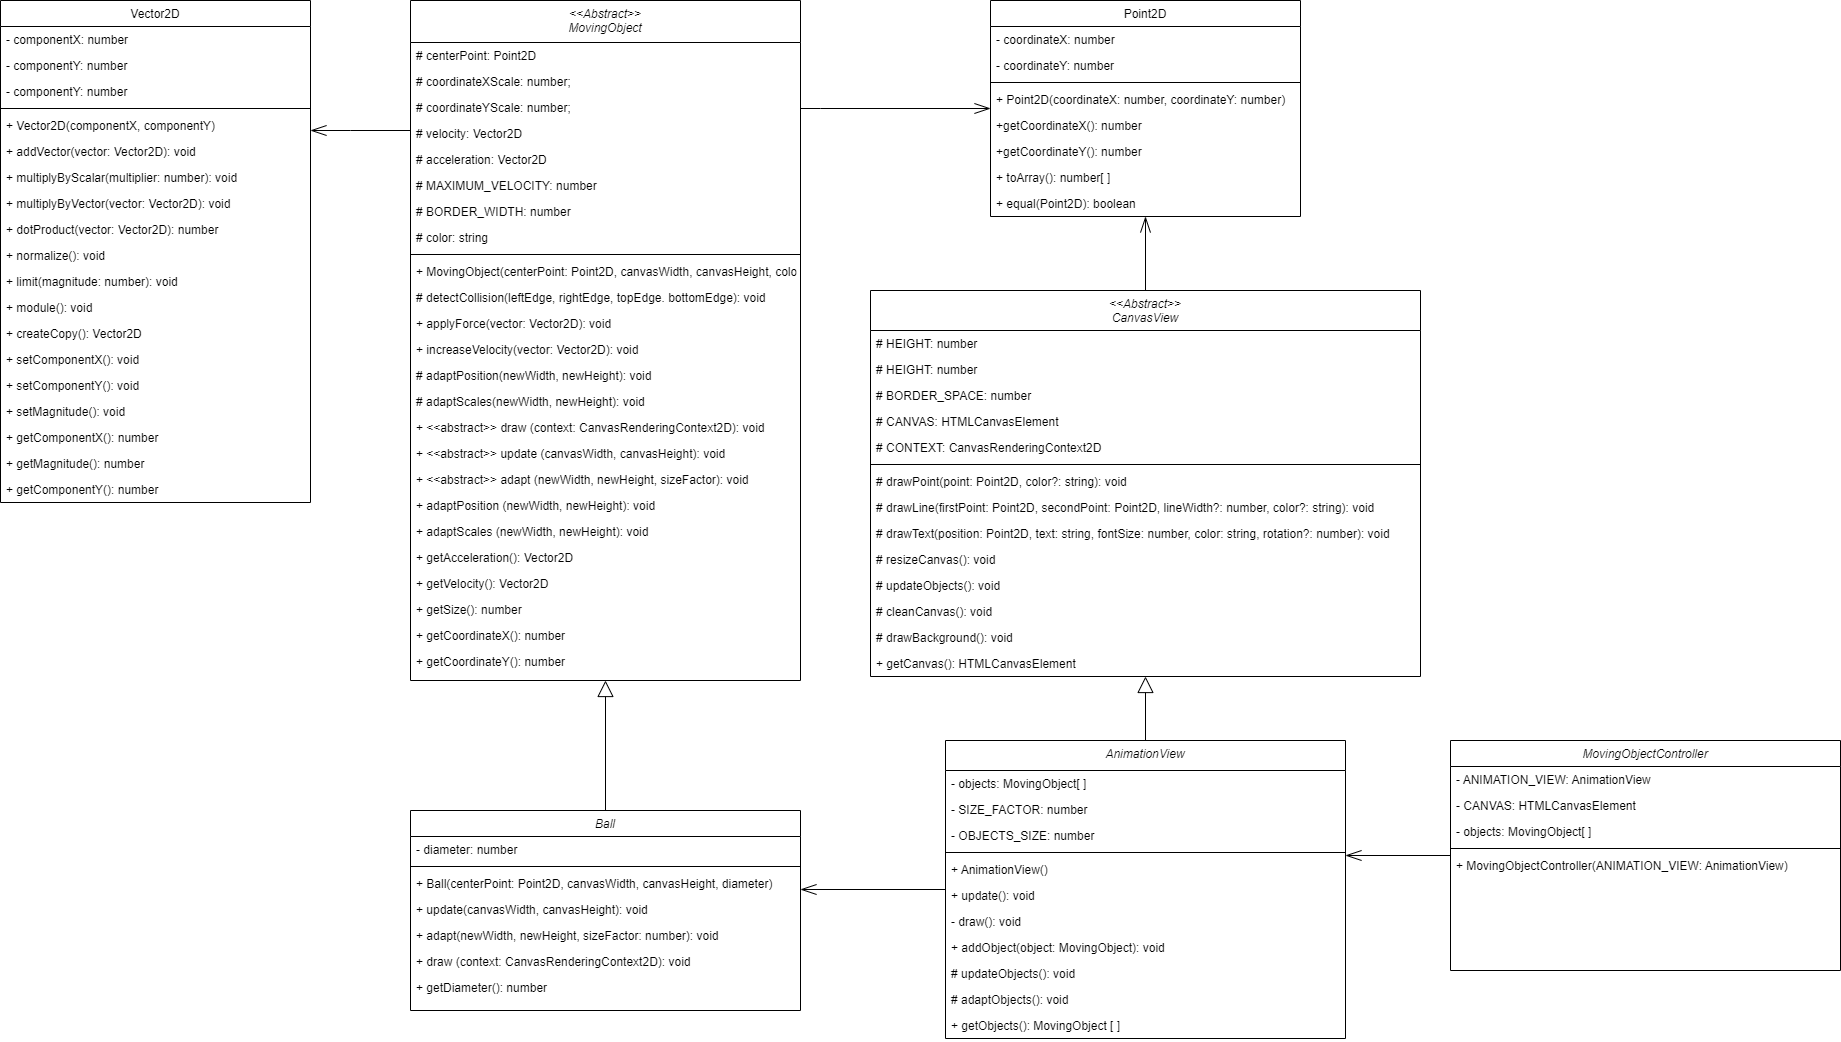 Vector2D
- componentX: number
- componentY: number
- componentY: number
+ Vector2D(componentX, componentY)
+ addVector(vector: Vector2D): void
+ multiplyByScalar(multiplier: number): void
+ multiplyByVector(vector: Vector2D): void
+ dotProduct(vector: Vector2D): number
+ normalize(): void
+ limit(magnitude: number): void
+ module(): void
+ createCopy(): Vector2D
+ setComponentX(): void
+ setComponentY(): void
+ setMagnitude(): void
+ getComponentX(): number
+ getMagnitude(): number
+ getComponentY(): number
<<Abstract>>
MovingObject
# centerPoint: Point2D
# coordinateXScale: number;
# coordinateYScale: number;
# velocity: Vector2D
# acceleration: Vector2D
# MAXIMUM_VELOCITY: number
# BORDER_WIDTH: number
# color: string
+ MovingObject(centerPoint: Point2D, canvasWidth, canvasHeight, colo
# detectCollision(leftEdge, rightEdge, topEdge. bottomEdge): void
+ applyForce(vector: Vector2D): void
+ increaseVelocity(vector: Vector2D): void
# adaptPosition(newWidth, newHeight): void
# adaptScales(newWidth, newHeight): void
+ <<abstract>> draw (context: CanvasRenderingContext2D): void
+ <<abstract>> update (canvasWidth, canvasHeight): void
+ <<abstract>> adapt (newWidth, newHeight, sizeFactor): void
+ adaptPosition (newWidth, newHeight): void
+ adaptScales (newWidth, newHeight): void
+ getAcceleration(): Vector2D
+ getVelocity(): Vector2D
+ getSize(): number
+ getCoordinateX(): number
+ getCoordinateY(): number
Point2D
- coordinateX: number
- coordinateY: number
+ Point2D(coordinateX: number, coordinateY: number)
+getCoordinateX(): number
+getCoordinateY(): number
+ toArray(): number[ ]
+ equal(Point2D): boolean
<<Abstract>>
CanvasView
# HEIGHT: number
# HEIGHT: number
# BORDER_SPACE: number
# CANVAS: HTMLCanvasElement
# CONTEXT: CanvasRenderingContext2D
# drawPoint(point: Point2D, color?: string): void
# drawLine(firstPoint: Point2D, secondPoint: Point2D, lineWidth?: number, color?: string): void
# drawText(position: Point2D, text: string, fontSize: number, color: string, rotation?: number): void
# resizeCanvas(): void
# updateObjects(): void
# cleanCanvas(): void
# drawBackground(): void
+ getCanvas(): HTMLCanvasElement
Ball
- diameter: number
+ Ball(centerPoint: Point2D, canvasWidth, canvasHeight, diameter)
+ update(canvasWidth, canvasHeight): void
+ adapt(newWidth, newHeight, sizeFactor: number): void
+ draw (context: CanvasRenderingContext2D): void
+ getDiameter(): number
AnimationView
- objects: MovingObject[ ]
- SIZE_FACTOR: number
- OBJECTS_SIZE: number
+ AnimationView()
+ update(): void
- draw(): void
+ addObject(object: MovingObject): void
# updateObjects(): void
# adaptObjects(): void
+ getObjects(): MovingObject [ ]
MovingObjectController
- ANIMATION_VIEW: AnimationView
- CANVAS: HTMLCanvasElement
- objects: MovingObject[ ]
+ MovingObjectController(ANIMATION_VIEW: AnimationView)